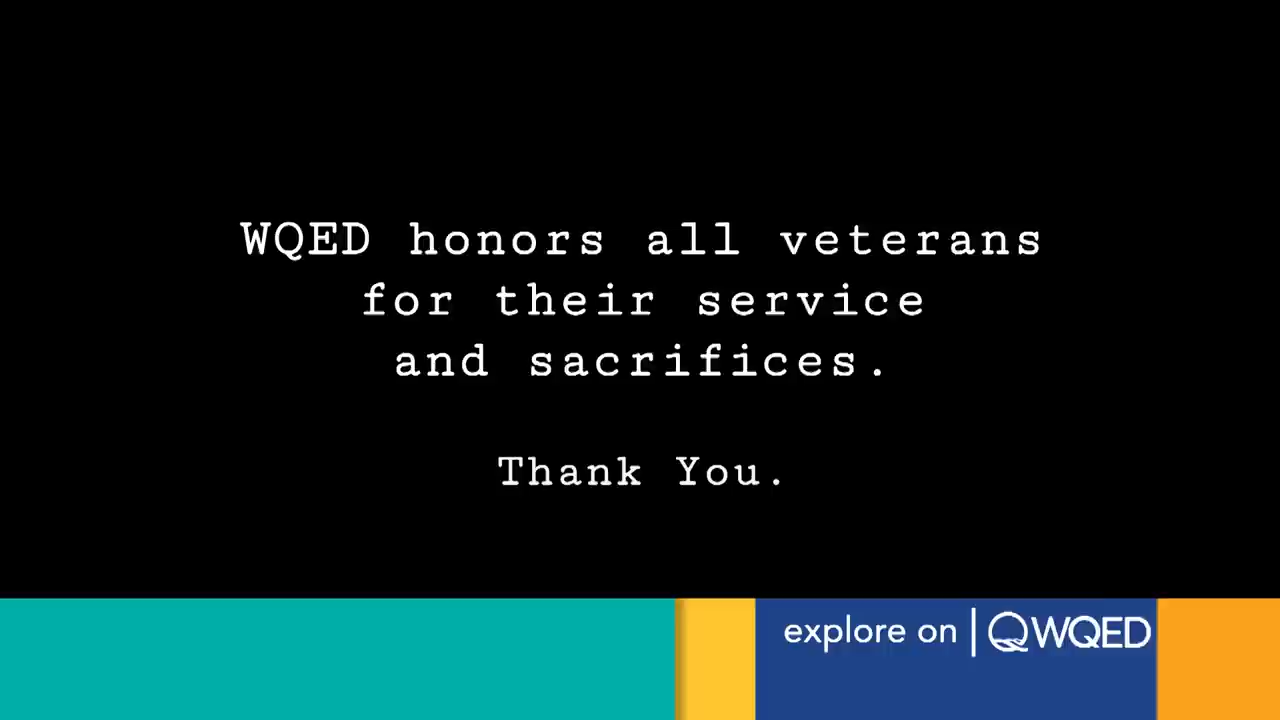 WQED honors all veterans
for their service
and sacrifices.
Thank You.
explore on | WQED